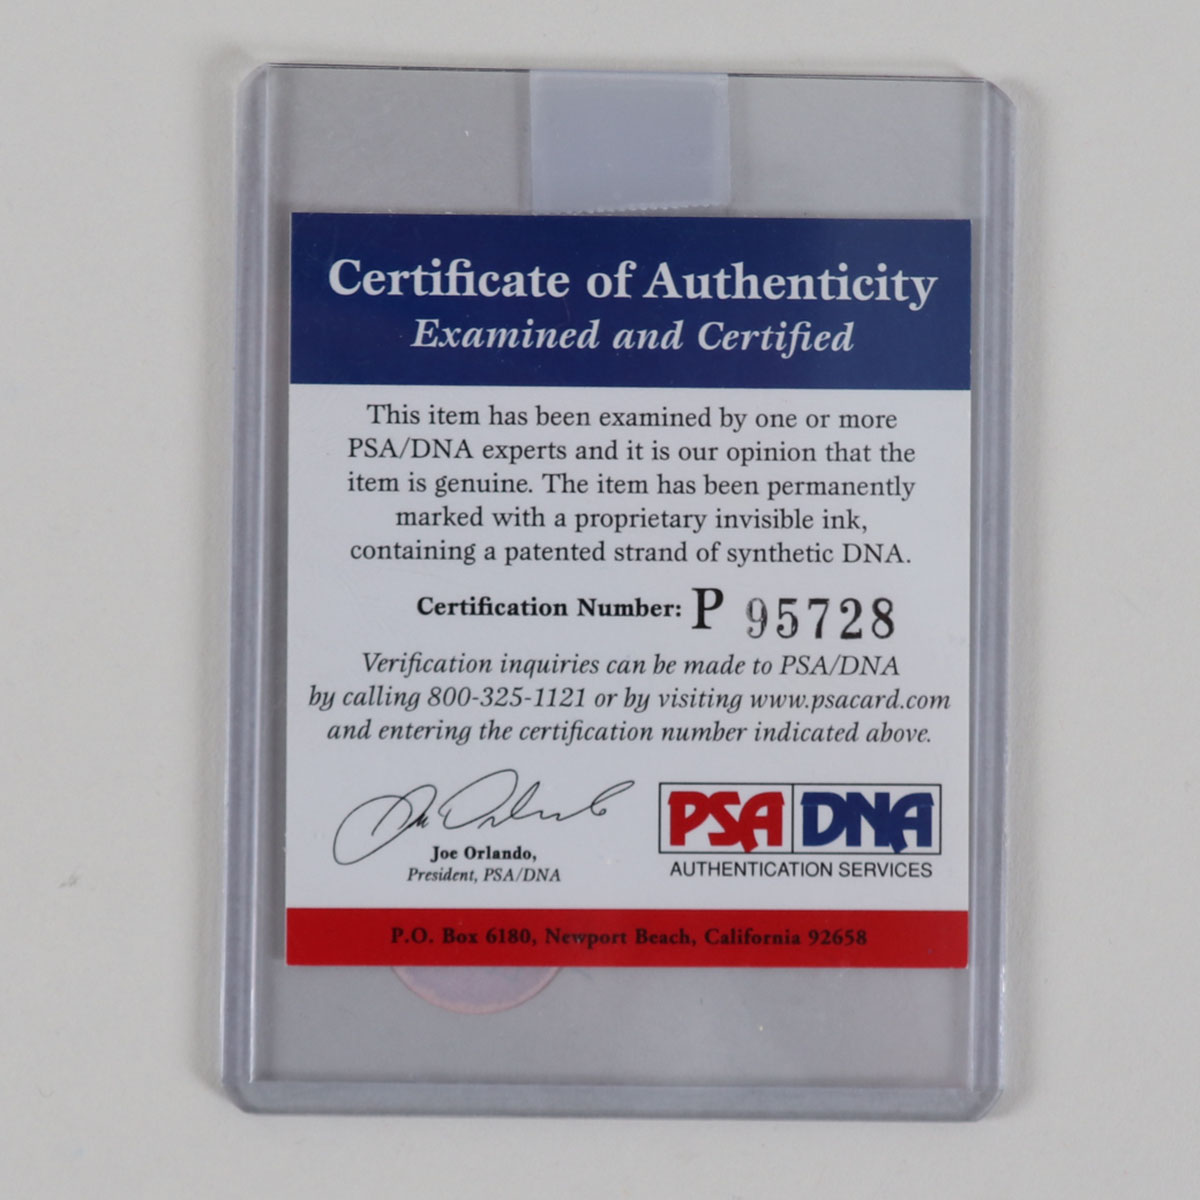 Certificate of Authenticity
Examined and Certified
This item has been examined by one or more
PSA/DNA experts and it is our opinion that the
item is genuine. The item has been permanently
marked with a proprietary invisible ink,
containing a patented strand of synthetic DNA.
Certification Number: P 95728
Verification inquiries can be made to PSA/DNA
by calling 800-325-1121 or by visiting www.psacard.com
and entering the certification number indicated above.
Joe Orlando,
President, PSA/DNA
PSA DNA
AUTHENTICATION SERVICES
P.O. Box 6180, Newport Beach, California 92658